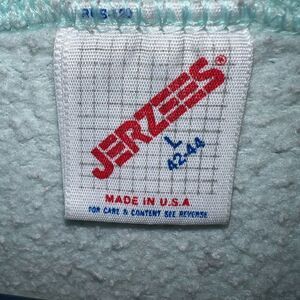 JERZEES®
L
42-44
MADE IN U.S.A
FOR CARE & CONTENT SEE REVERSE